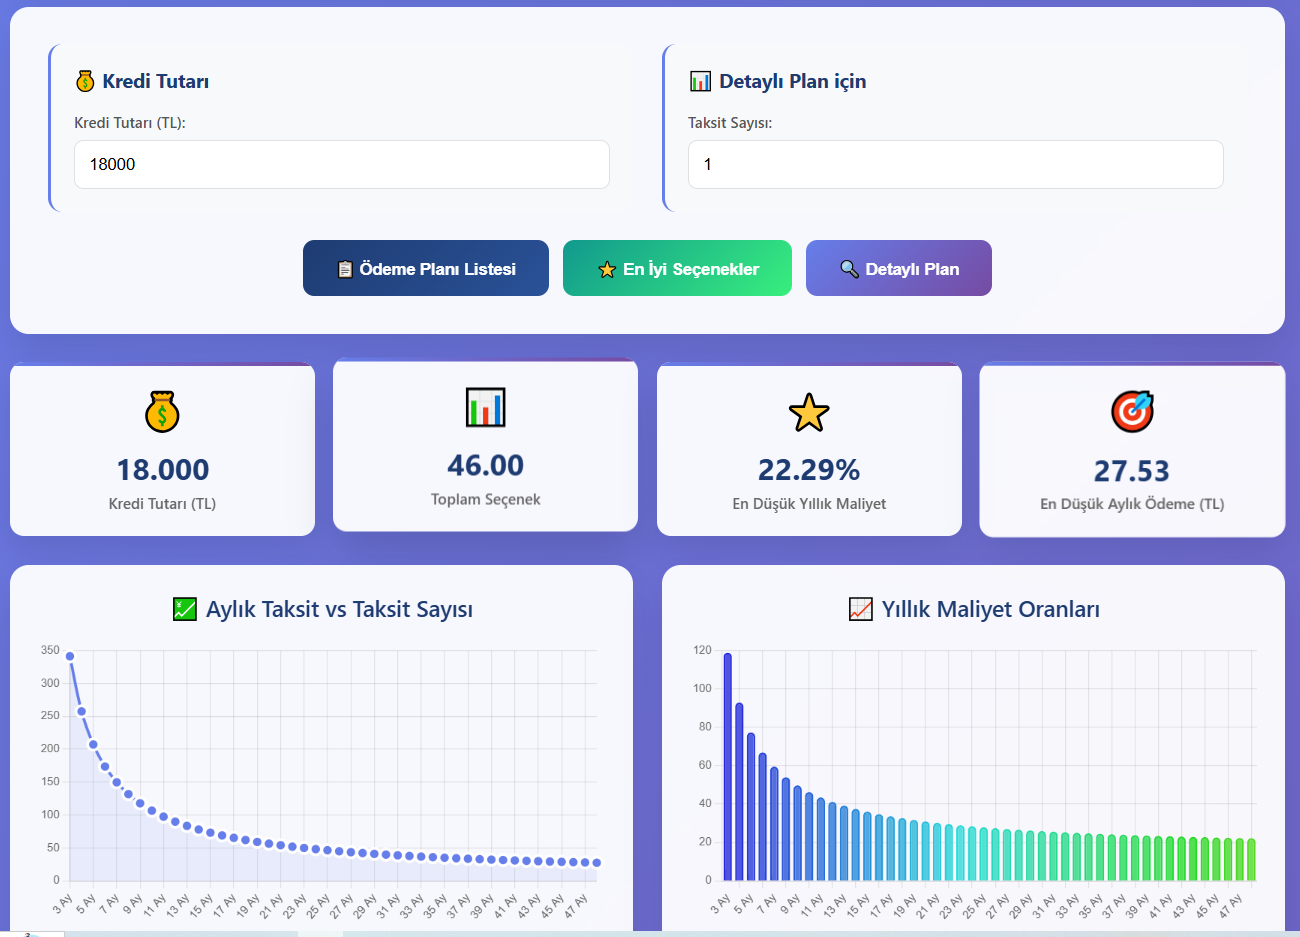 Kredi Tutarı
Kredi Tutarı (TL):
18000
Detaylı Plan için
Taksit Sayısı:
1
Ödeme Planı Listesi
En İyi Seçenekler
Detaylı Plan
18.000
Kredi Tutarı (TL)
46.00
Toplam Seçenek
22.29%
En Düşük Yıllık Maliyet
27.53
En Düşük Aylık Ödeme (TL)
Aylık Taksit vs Taksit Sayısı
350
300
250
200
150
100
50
0
3 Ay
5 Ay
7 Ay
9 Ay
11 Ay
13 Ay
15 Ay
17 Ay
19 Ay
21 Ay
23 Ay
25 Ay
27 Ay
29 Ay
31 Ay
33 Ay
35 Ay
37 Ay
39 Ay
41 Ay
43 Ay
45 Ay
47 Ay
Yıllık Maliyet Oranları
120
100
80
60
40
20
0
3 Ay
5 Ay
7 Ay
9 Ay
11 Ay
13 Ay
15 Ay
17 Ay
19 Ay
21 Ay
23 Ay
25 Ay
27 Ay
29 Ay
31 Ay
33 Ay
35 Ay
37 Ay
39 Ay
41 Ay
43 Ay
45 Ay
47 Ay